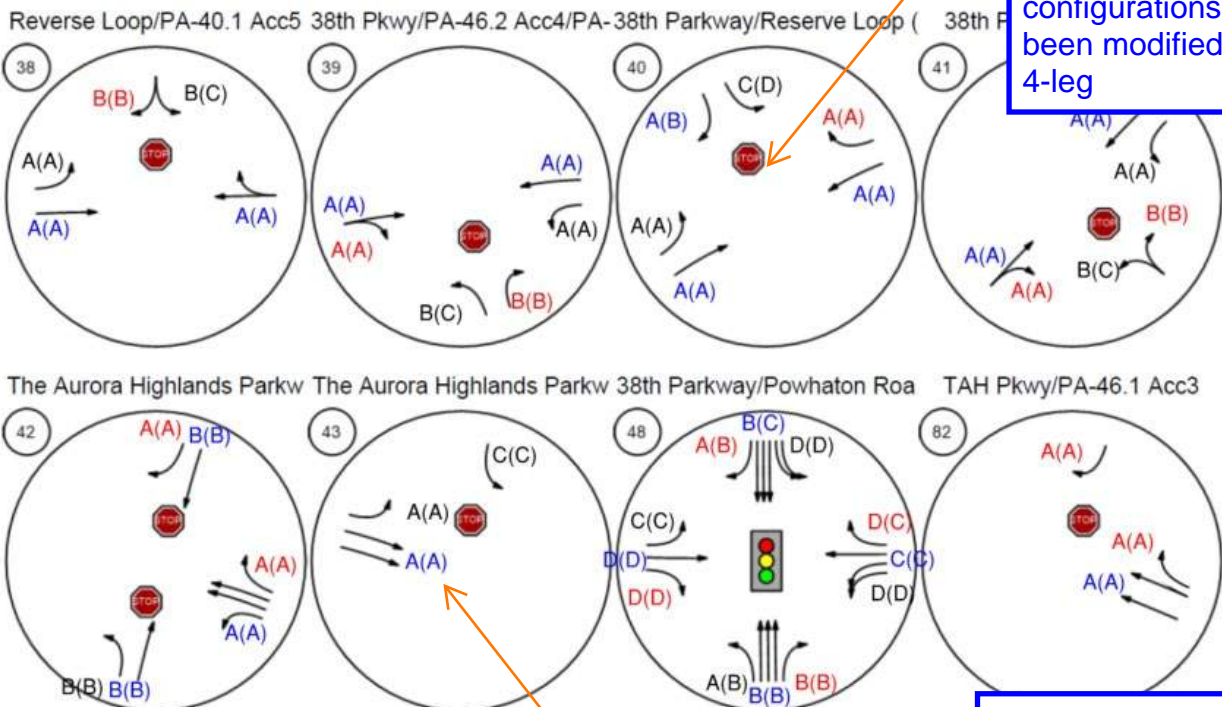 Reverse Loop/PA-40.1 Acc5 38th Pkwy/PA-46.2 Acc4/PA- 38th Parkway/Reserve Loop ( 38th P
configurations
been modified
4-leg
38
B(B) B(C)
STOP
A(A)
A(A) A(A)
39
A(A)
A(A)
A(A) A(A)
STOP
B(C) B(B)
40
C(D)
A(B) A(A)
STOP
A(A)
A(A)
A(A)
41
A(A)
A(A)
B(B)
STOP
A(A)
B(C)
A(A)
The Aurora Highlands Parkw The Aurora Highlands Parkw 38th Parkway/Powhaton Roa TAH Pkwy/PA-46.1 Acc3
42
A(A) B(B)
STOP
A(A)
STOP
A(A)
B(B) B(B)
43
C(C)
A(A) STOP
A(A)
48
B(C)
A(B) D(D)
C(C) D(C)
D(D) C(C)
D(D) D(D)
A(B) B(B) B(B)
82
A(A)
STOP
A(A)
A(A)